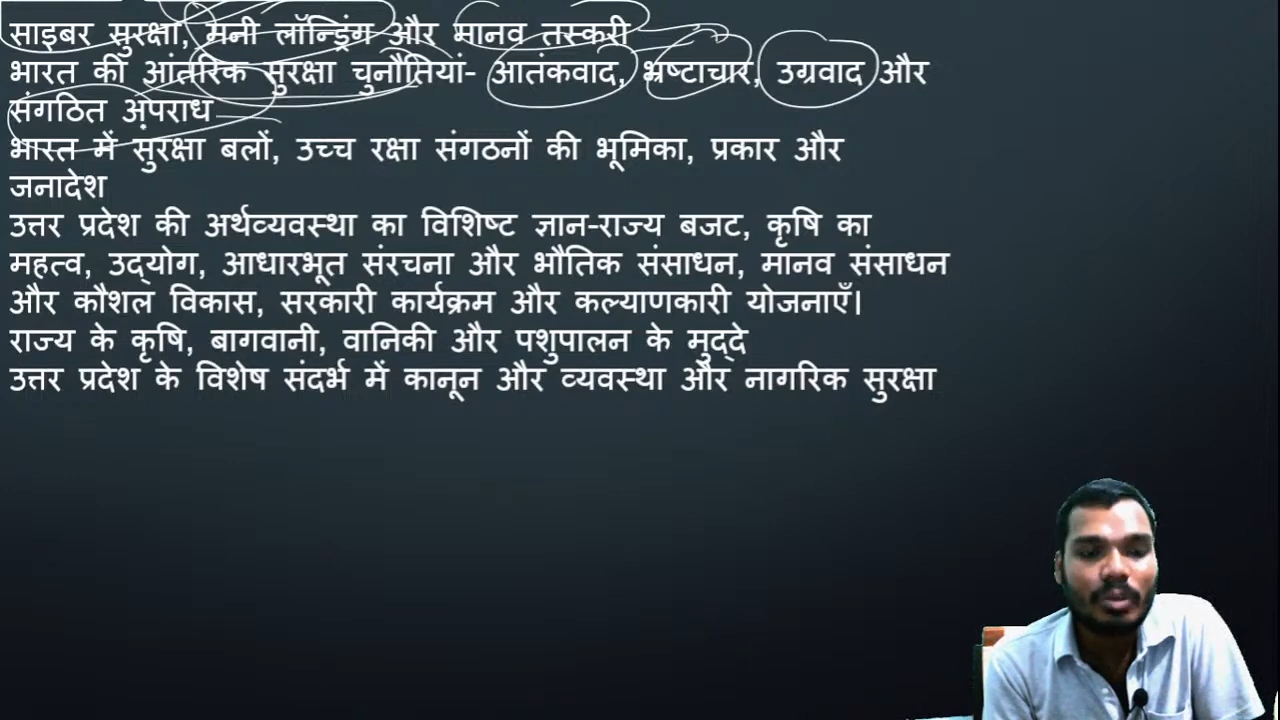 साइबर सुरक्षा, मनी लॉन्ड्रिंग और मानव तस्करी
भारत की आंतरिक सुरक्षा चुनौतियां- आतंकवाद, भ्रष्टाचार, उग्रवाद और
संगठित अपराध
भारत में सुरक्षा बलों, उच्च रक्षा संगठनों की भूमिका, प्रकार और
जनादेश
उत्तर प्रदेश की अर्थव्यवस्था का विशिष्ट ज्ञान-राज्य बजट, कृषि का
महत्व, उद्योग, आधारभूत संरचना और भौतिक संसाधन, मानव संसाधन
और कौशल विकास, सरकारी कार्यक्रम और कल्याणकारी योजनाएँ।
राज्य के कृषि, बागवानी, वानिकी और पशुपालन के मुद्दे
उत्तर प्रदेश के विशेष संदर्भ में कानून और व्यवस्था और नागरिक सुरक्षा